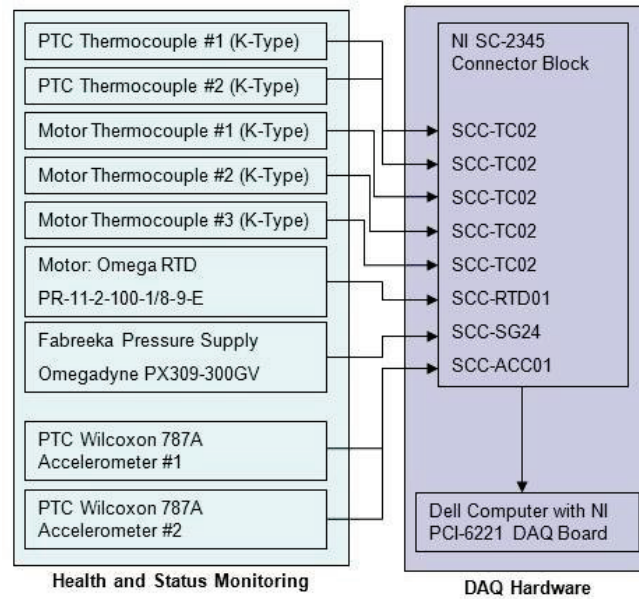 PTC Thermocouple #1 (K-Type)
PTC Thermocouple #2 (K-Type)
Motor Thermocouple #1 (K-Type)
Motor Thermocouple #2 (K-Type)
Motor Thermocouple #3 (K-Type)
Motor: Omega RTD
PR-11-2-100-1/8-9-E
Fabreeka Pressure Supply
Omegadyne PX309-300GV
PTC Wilcoxon 787A
Accelerometer #1
PTC Wilcoxon 787A
Accelerometer #2
Health and Status Monitoring
NI SC-2345
Connector Block
SCC-TC02
SCC-TC02
SCC-TC02
SCC-TC02
SCC-TC02
SCC-RTD01
SCC-SG24
SCC-ACC01
Dell Computer with NI
PCI-6221 DAQ Board
DAQ Hardware